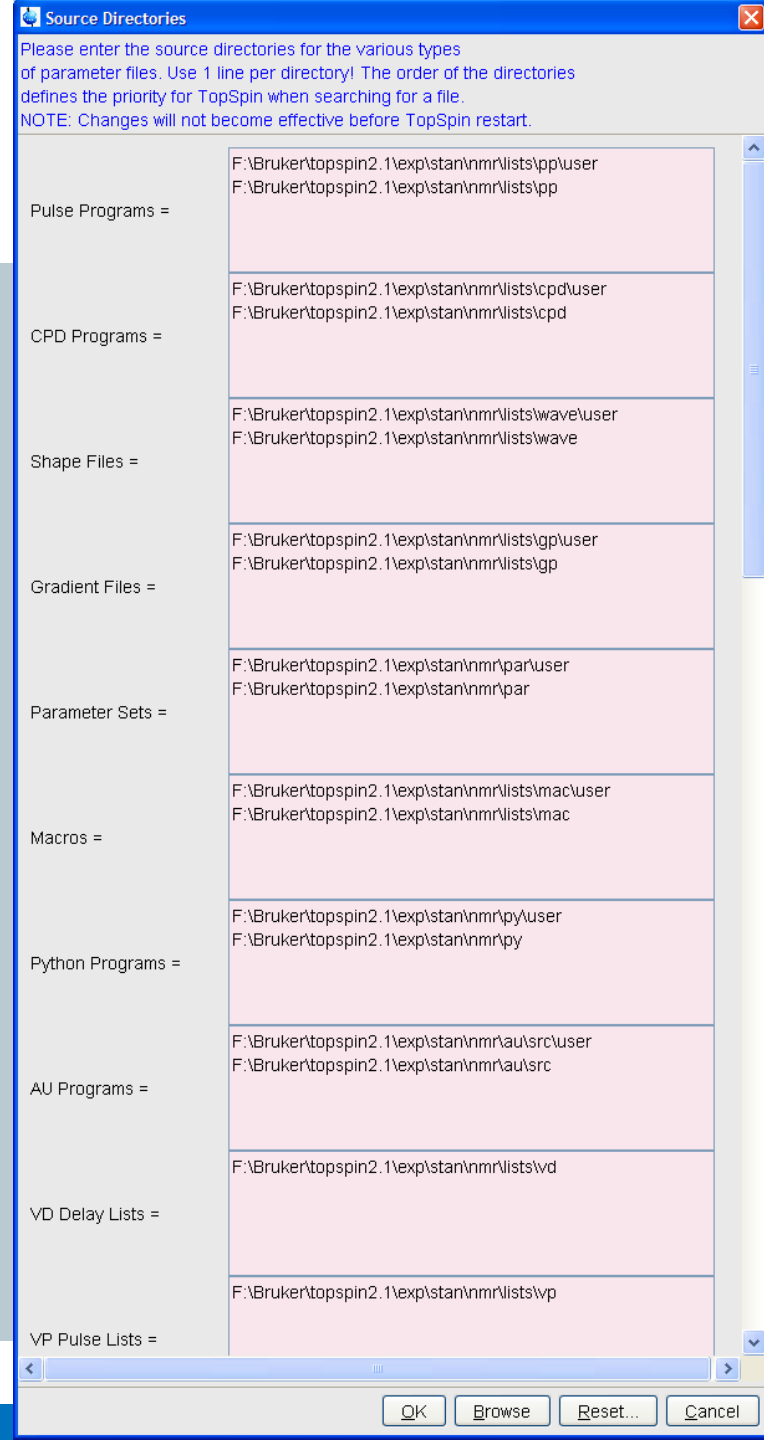 Source Directories
Please enter the source directories for the various types
of parameter files. Use 1 line per directory! The order of the directories
defines the priority for TopSpin when searching for a file.
NOTE: Changes will not become effective before TopSpin restart.
Pulse Programs =
F:\Bruker\topspin2.1\exp\stan\nmr\lists\pp\user
F:\Bruker\topspin2.1\exp\stan\nmr\lists\pp
CPD Programs =
F:\Bruker\topspin2.1\exp\stan\nmr\lists\cpd\user
F:\Bruker\topspin2.1\exp\stan\nmr\lists\cpd
Shape Files =
F:\Bruker\topspin2.1\exp\stan\nmr\lists\wave\user
F:\Bruker\topspin2.1\exp\stan\nmr\lists\wave
Gradient Files =
F:\Bruker\topspin2.1\exp\stan\nmr\lists\gp\user
F:\Bruker\topspin2.1\exp\stan\nmr\lists\gp
Parameter Sets =
F:\Bruker\topspin2.1\exp\stan\nmr\par\user
F:\Bruker\topspin2.1\exp\stan\nmr\par
Macros =
F:\Bruker\topspin2.1\exp\stan\nmr\lists\mac\user
F:\Bruker\topspin2.1\exp\stan\nmr\lists\mac
Python Programs =
F:\Bruker\topspin2.1\exp\stan\nmr\py\user
F:\Bruker\topspin2.1\exp\stan\nmr\py
AU Programs =
F:\Bruker\topspin2.1\exp\stan\nmr\au\src\user
F:\Bruker\topspin2.1\exp\stan\nmr\au\src
VD Delay Lists =
F:\Bruker\topspin2.1\exp\stan\nmr\lists\vd
VP Pulse Lists =
F:\Bruker\topspin2.1\exp\stan\nmr\lists\vp
OK Browse Reset... Cancel